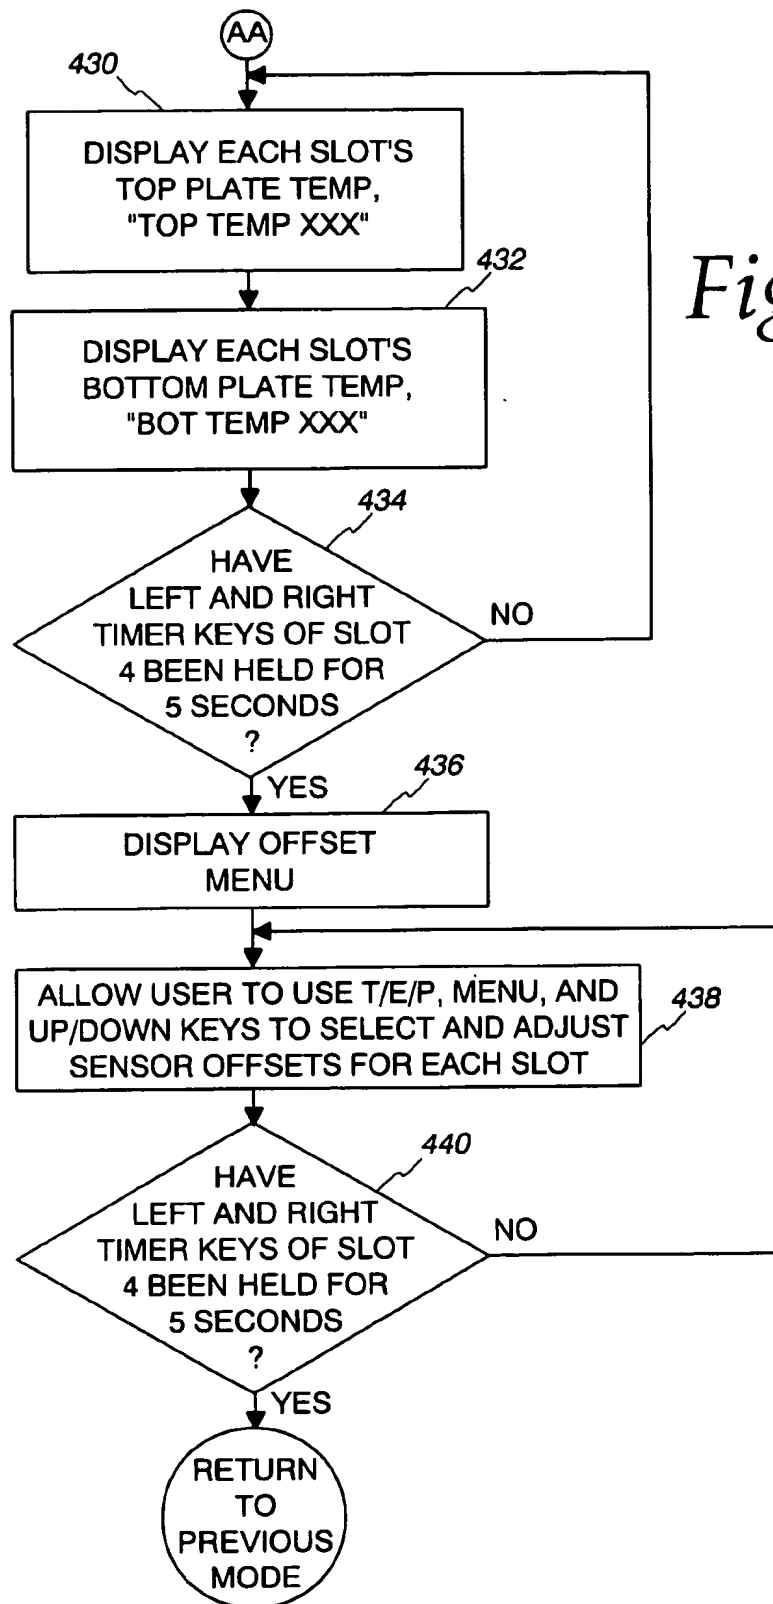 AA
430
DISPLAY EACH SLOT'S
TOP PLATE TEMP,
"TOP TEMP XXX"
432
DISPLAY EACH SLOT'S
BOTTOM PLATE TEMP,
"BOT TEMP XXX"
434
HAVE
LEFT AND RIGHT
TIMER KEYS OF SLOT
4 BEEN HELD FOR
5 SECONDS
?
NO
YES
436
DISPLAY OFFSET
MENU
ALLOW USER TO USE T/E/P, MENU, AND
UP/DOWN KEYS TO SELECT AND ADJUST
SENSOR OFFSETS FOR EACH SLOT
438
440
HAVE
LEFT AND RIGHT
TIMER KEYS OF SLOT
4 BEEN HELD FOR
5 SECONDS
?
NO
YES
RETURN
TO
PREVIOUS
MODE